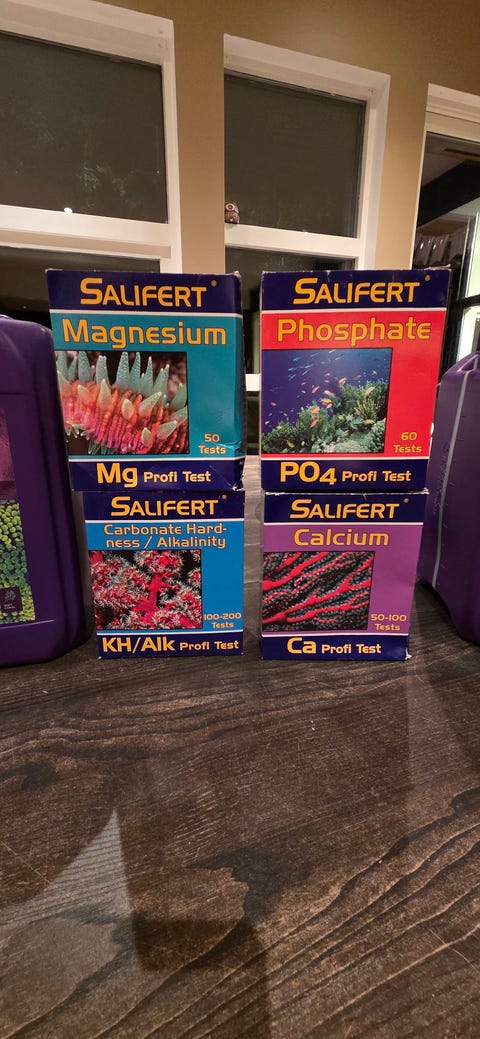 SALIFERT®
Magnesium
50
Tests
Mg Profi Test
SALIFERT®
Phosphate
60
Tests
PO4 Profi Test
SALIFERT®
Carbonate Hard-
ness / Alkalinity
100-200
Tests
KH/Alk Profi Test
SALIFERT®
Calcium
50-100
Tests
Ca Profi Test